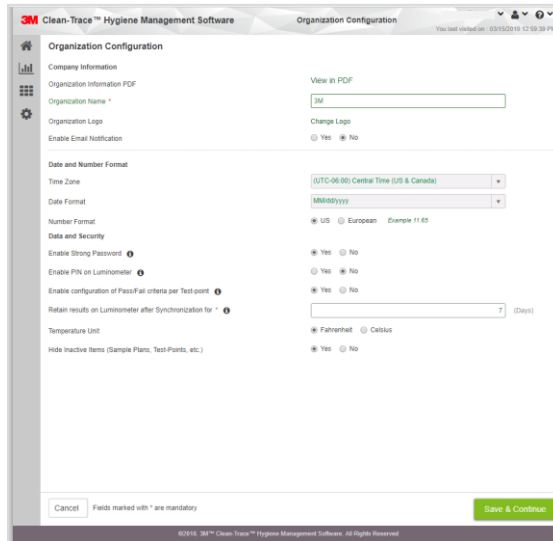 3M Clean-Trace™ Hygiene Management Software Organization Configuration
You last visited on : 03/15/2019 12:59:39 PM
Organization Configuration
Company Information
Organization Information PDF View in PDF
Organization Name * 3M
Organization Logo Change Logo
Enable Email Notification Yes No
Date and Number Format
Time Zone (UTC-06:00) Central Time (US & Canada)
Date Format MM/dd/yyyy
Number Format US European Example 11.65
Data and Security
Enable Strong Password Yes No
Enable PIN on Luminometer Yes No
Enable configuration of Pass/Fail criteria per Test-point Yes No
Retain results on Luminometer after Synchronization for * 7 (Days)
Temperature Unit Fahrenheit Celsius
Hide Inactive Items (Sample Plans, Test-Points, etc.) Yes No
Cancel Fields marked with * are mandatory Save & Continue
©2018. 3M™ Clean-Trace™ Hygiene Management Software. All Rights Reserved